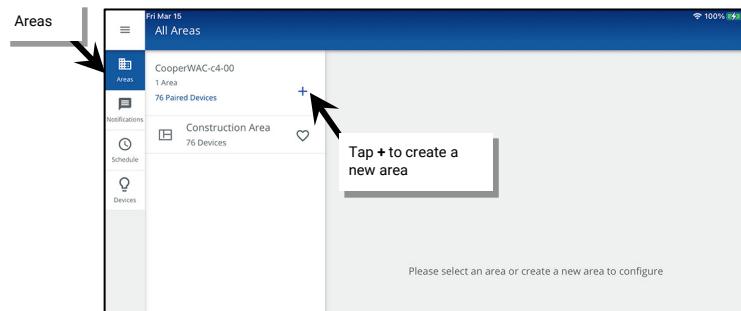 Areas
Fri Mar 15
100%
All Areas
Areas
CooperWAC-c4-00
1 Area
76 Paired Devices
+
Notifications
Construction Area
76 Devices
Schedule
Tap + to create a
new area
Devices
Please select an area or create a new area to configure